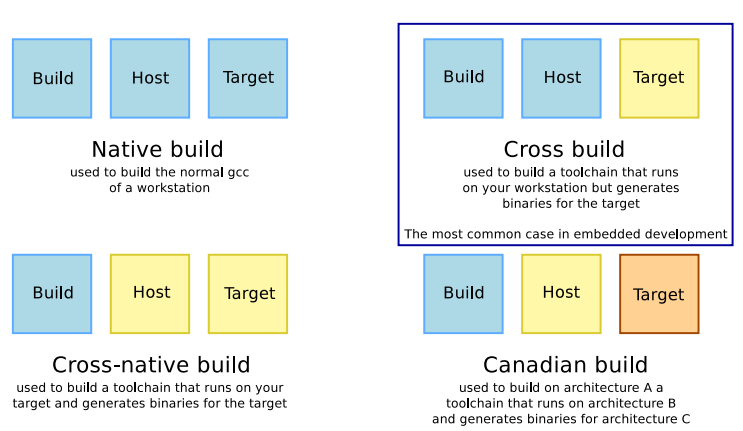 Build Host Target
Native build
used to build the normal gcc
of a workstation
Build Host Target
Cross build
used to build a toolchain that runs
on your workstation but generates
binaries for the target
The most common case in embedded development
Build Host Target
Cross-native build
used to build a toolchain that runs on your
target and generates binaries for the target
Build Host Target
Canadian build
used to build on architecture A a
toolchain that runs on architecture B
and generates binaries for architecture C